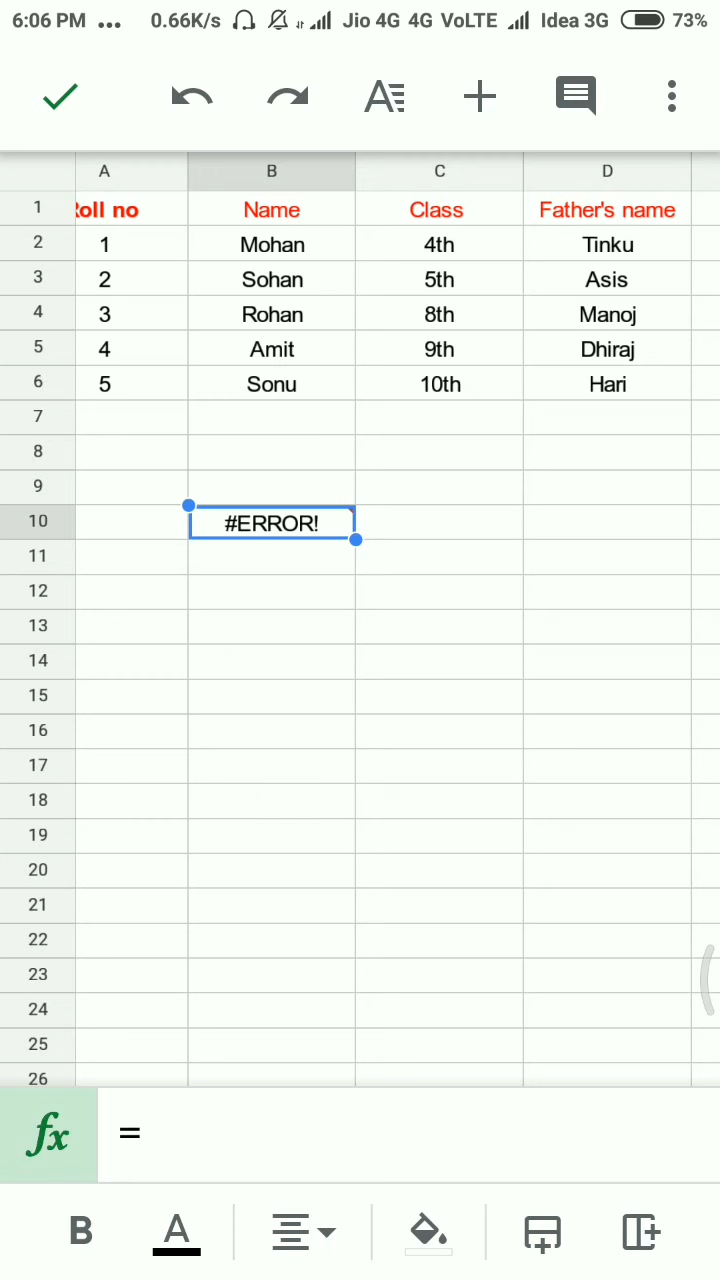 6:06 PM ... 0.66K/s Jio 4G 4G VoLTE Idea 3G 73%
A
A B C D
1 Roll no Name Class Father's name
2 1 Mohan 4th Tinku
3 2 Sohan 5th Asis
4 3 Rohan 8th Manoj
5 4 Amit 9th Dhiraj
6 5 Sonu 10th Hari
7
8
9
10 #ERROR!
11
12
13
14
15
16
17
18
19
20
21
22
23
24
25
26
fx =
B A